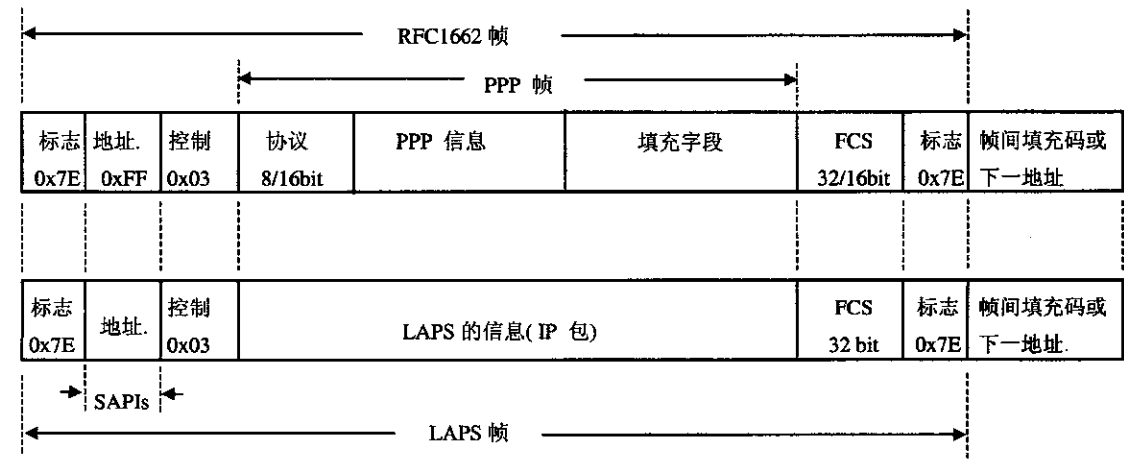 RFC1662 帧
PPP 帧
标志 地址. 控制 协议 PPP 信息 填充字段 FCS 标志 帧间填充码或
0x7E 0xFF 0x03 8/16bit 32/16bit 0x7E 下一地址
标志 地址. 控制 LAPS 的信息( IP 包) FCS 标志 帧间填充码或
0x7E 0x03 32 bit 0x7E 下一地址.
SAPIs
LAPS 帧